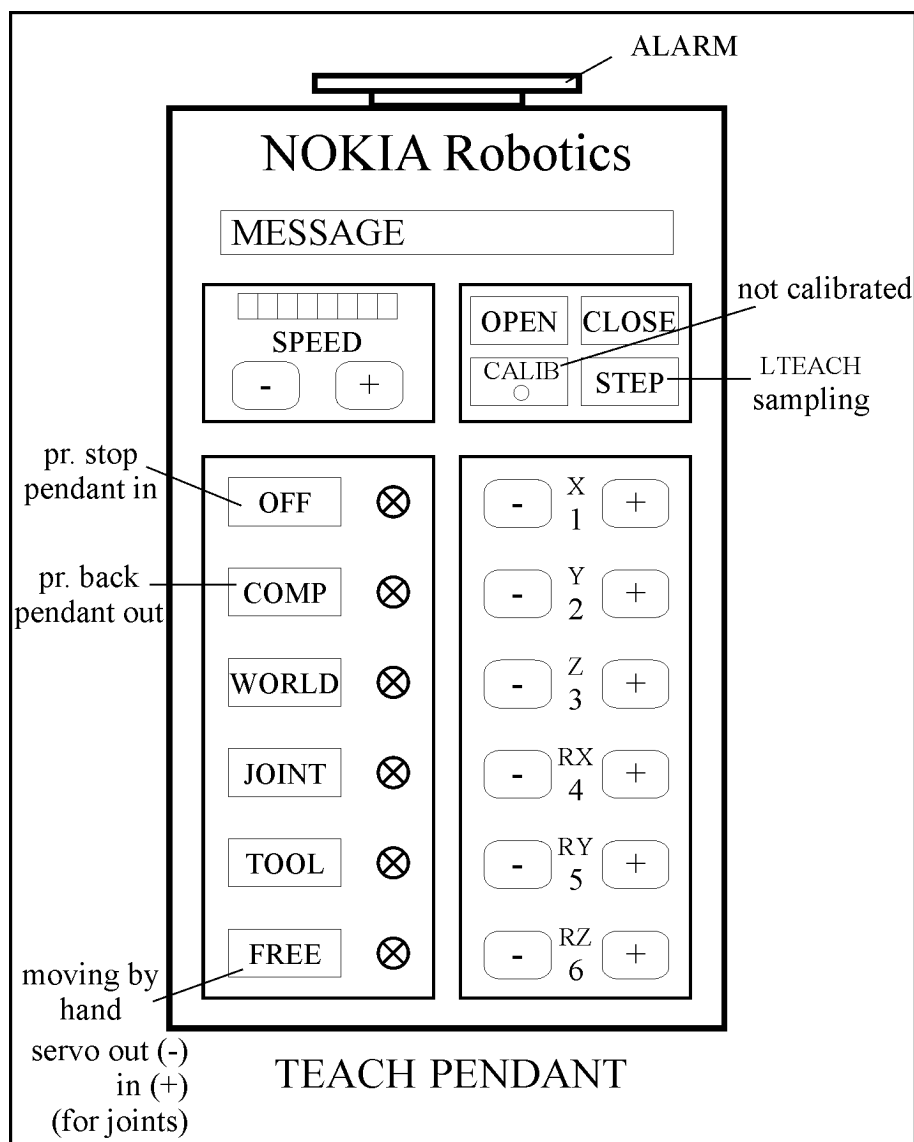 ALARM
NOKIA Robotics
MESSAGE
SPEED
- +
OPEN CLOSE
CALIB STEP
not calibrated
LTEACH
sampling
pr. stop
pendant in
OFF
pr. back
pendant out
COMP
WORLD
JOINT
TOOL
FREE
moving by
hand
servo out (-)
in (+)
(for joints)
X
- 1 +
Y
- 2 +
Z
- 3 +
RX
- 4 +
RY
- 5 +
RZ
- 6 +
TEACH PENDANT